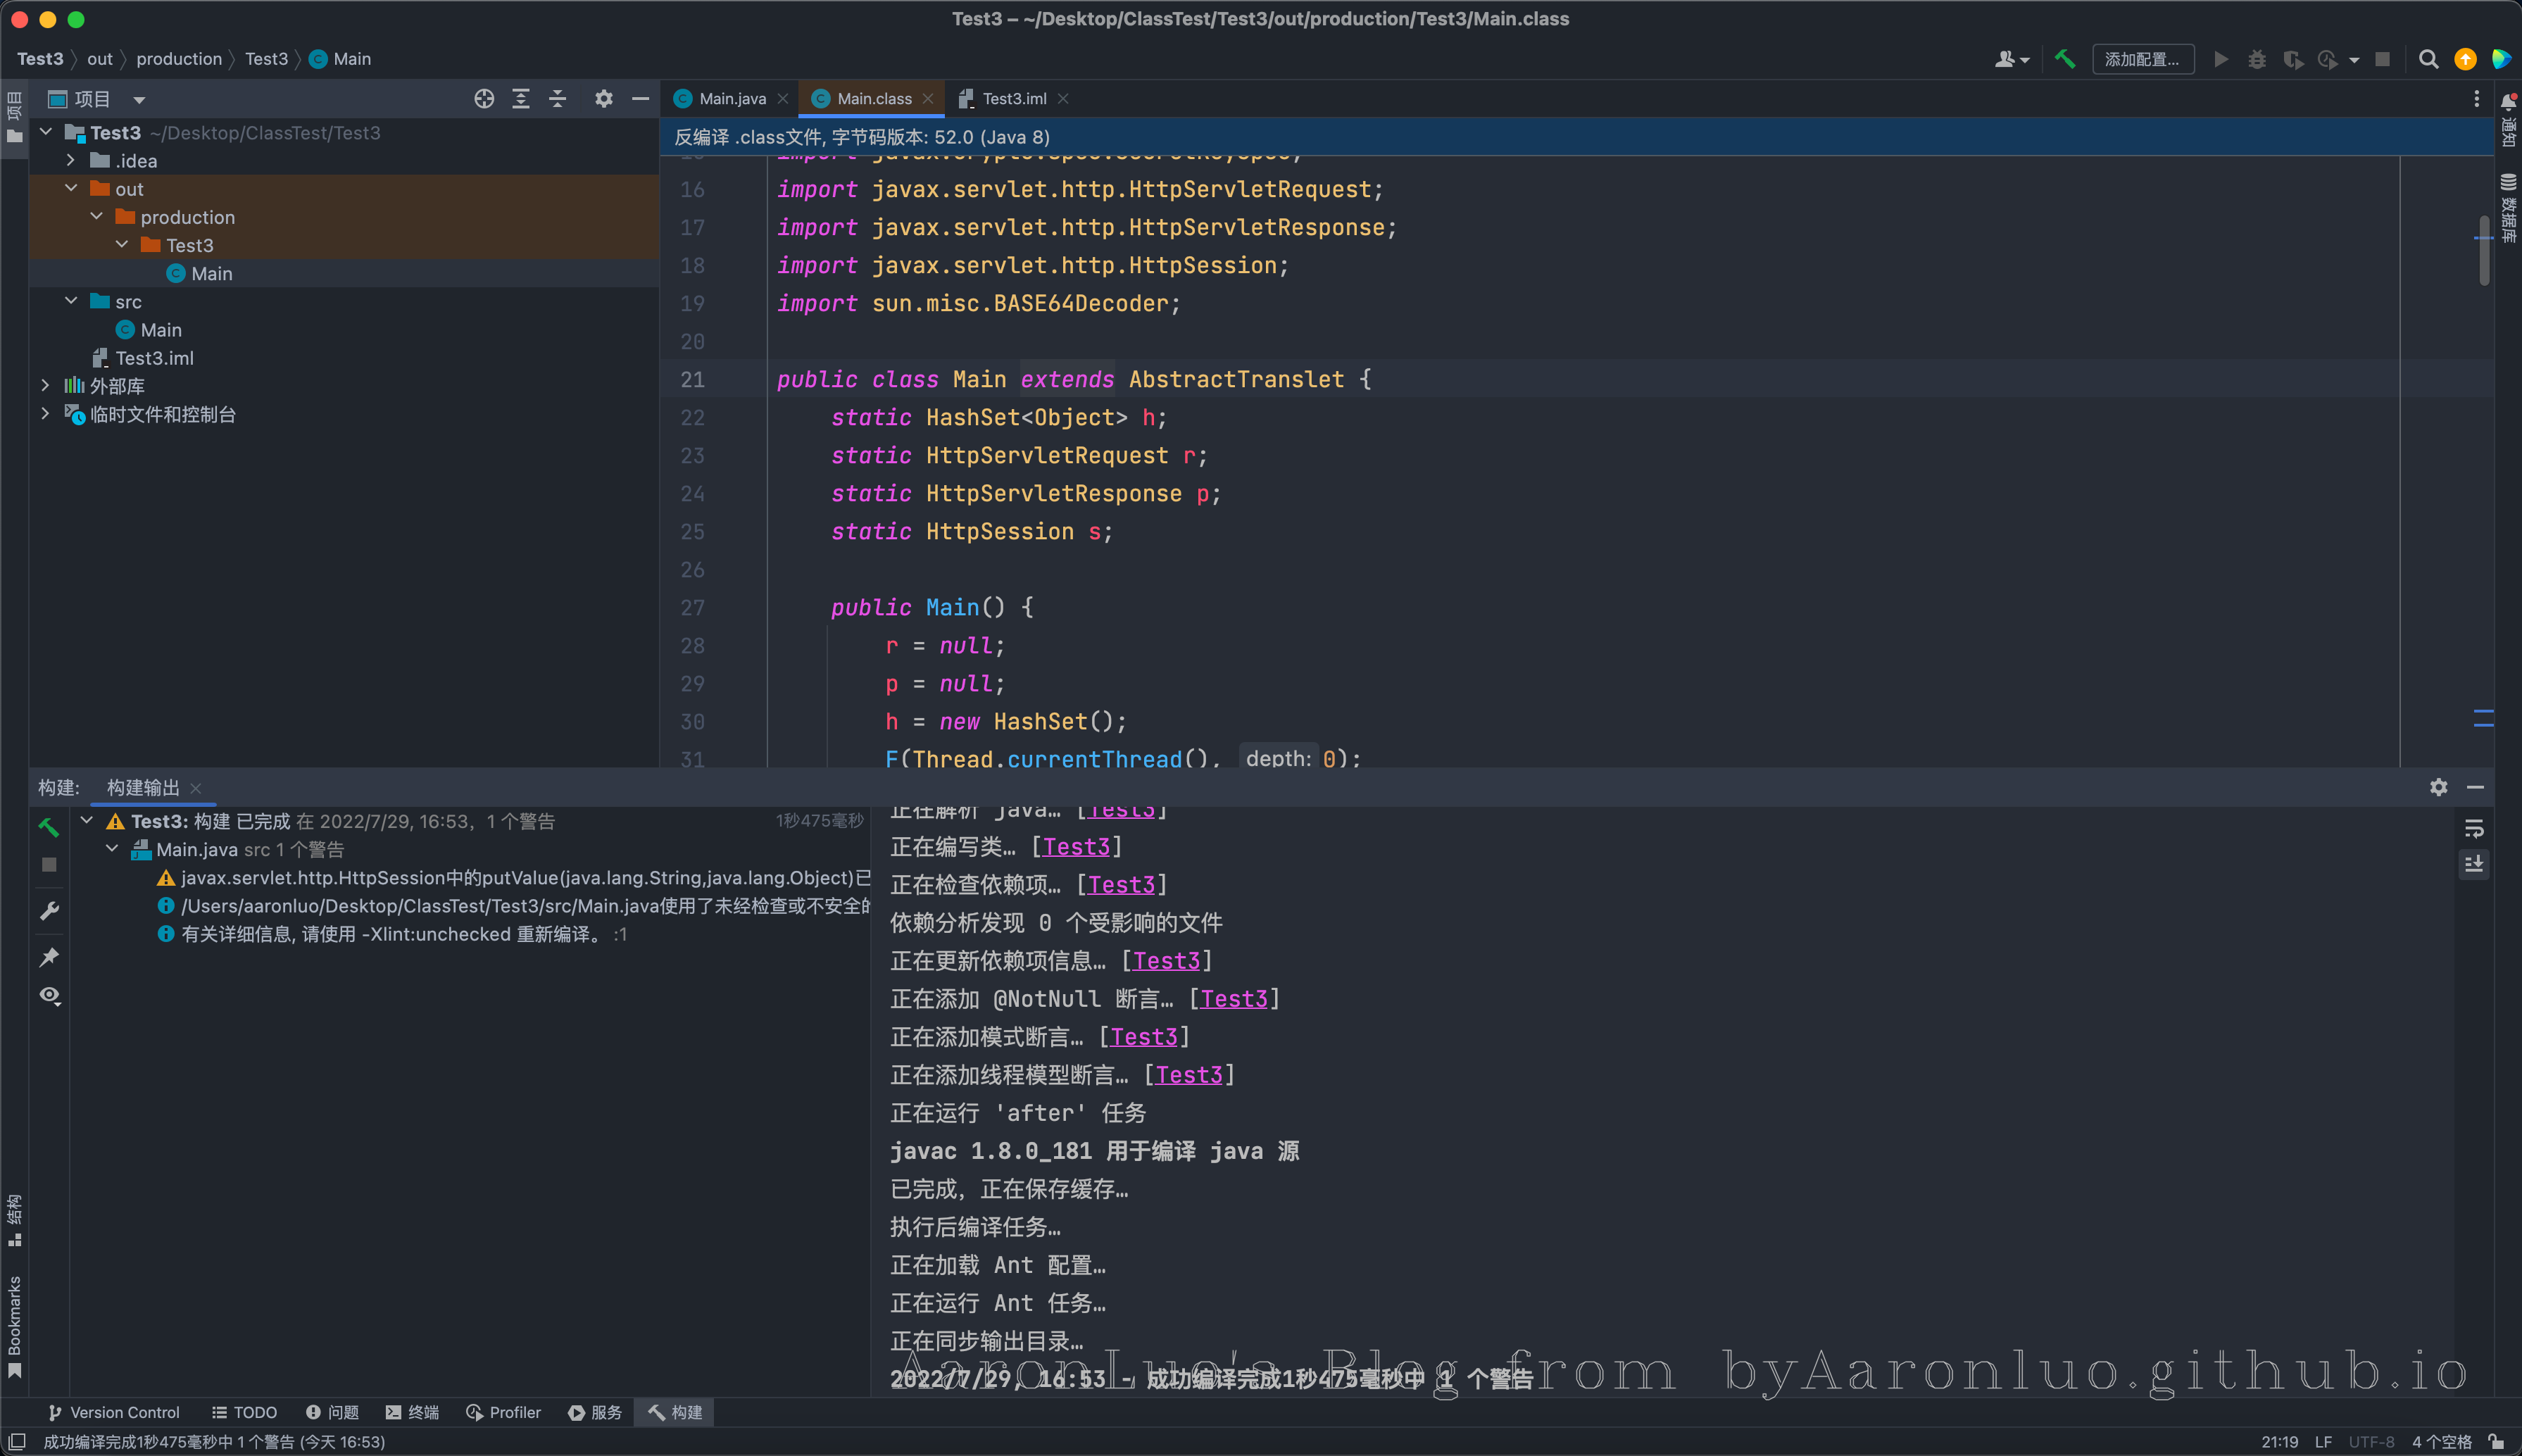 Test3 – ~/Desktop/ClassTest/Test3/out/production/Test3/Main.class
Test3 out production Test3 Main
添加配置...
项目
Main.java
Main.class
Test3.iml
Test3 ~/Desktop/ClassTest/Test3
.idea
out
production
Test3
Main
src
Main
Test3.iml
外部库
临时文件和控制台
项目
结构
Bookmarks
通知
数据库
反编译 .class文件, 字节码版本: 52.0 (Java 8)
16 import javax.servlet.http.HttpServletRequest;
17 import javax.servlet.http.HttpServletResponse;
18 import javax.servlet.http.HttpSession;
19 import sun.misc.BASE64Decoder;
20
21 public class Main extends AbstractTranslet {
22 static HashSet<Object> h;
23 static HttpServletRequest r;
24 static HttpServletResponse p;
25 static HttpSession s;
26
27 public Main() {
28 r = null;
29 p = null;
30 h = new HashSet();
31 F(Thread.currentThread(), depth: 0);
构建: 构建输出
Test3: 构建 已完成 在 2022/7/29, 16:53, 1 个警告 1秒475毫秒
Main.java src 1 个警告
javax.servlet.http.HttpSession中的putValue(java.lang.String,java.lang.Object)已
/Users/aaronluo/Desktop/ClassTest/Test3/src/Main.java使用了未经检查或不安全的
有关详细信息, 请使用 -Xlint:unchecked 重新编译。 :1
正在解析 java… [Test3]
正在编写类… [Test3]
正在检查依赖项… [Test3]
依赖分析发现 0 个受影响的文件
正在更新依赖项信息… [Test3]
正在添加 @NotNull 断言… [Test3]
正在添加模式断言… [Test3]
正在添加线程模型断言… [Test3]
正在运行 'after' 任务
javac 1.8.0_181 用于编译 java 源
已完成, 正在保存缓存…
执行后编译任务…
正在加载 Ant 配置…
正在运行 Ant 任务…
正在同步输出目录…
2022/7/29, 16:53 - 成功编译完成1秒475毫秒中 1 个警告
AaronLuo's Blog from byAaronluo.github.io
Version Control TODO 问题 终端 Profiler 服务 构建
成功编译完成1秒475毫秒中 1 个警告 (今天 16:53)
21:19 LF UTF-8 4 个空格